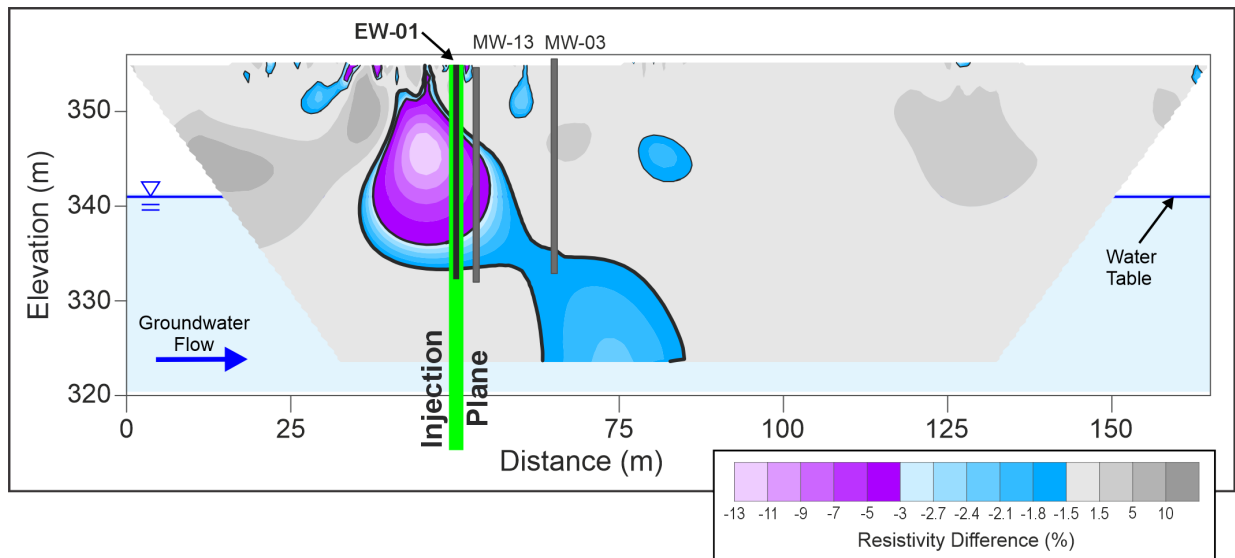 EW-01
MW-13
MW-03
Elevation (m)
350
340
330
320
Water
Table
Groundwater
Flow
Injection
Plane
0
25
75
100
125
150
Distance (m)
-13
-11
-9
-7
-5
-3
-2.7
-2.4
-2.1
-1.8
-1.5
1.5
5
10
Resistivity Difference (%)